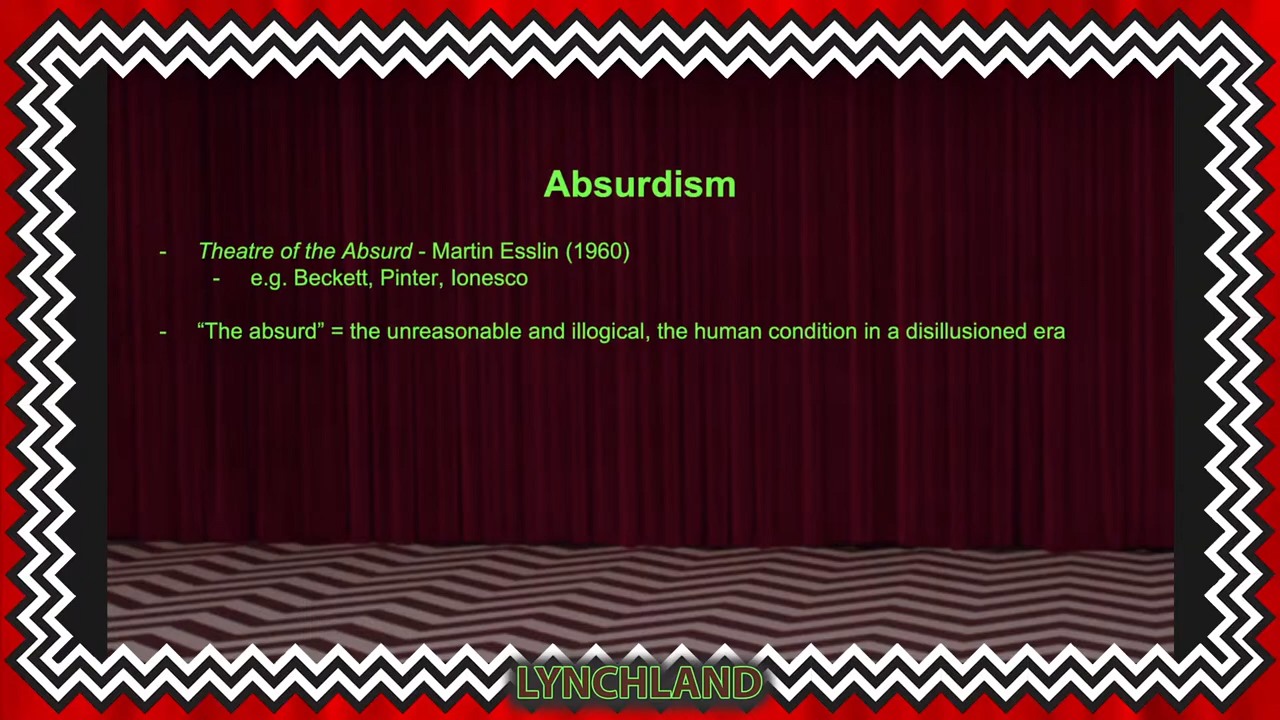 Absurdism
- Theatre of the Absurd - Martin Esslin (1960)
- e.g. Beckett, Pinter, Ionesco
- “The absurd” = the unreasonable and illogical, the human condition in a disillusioned era
LYNCHLAND